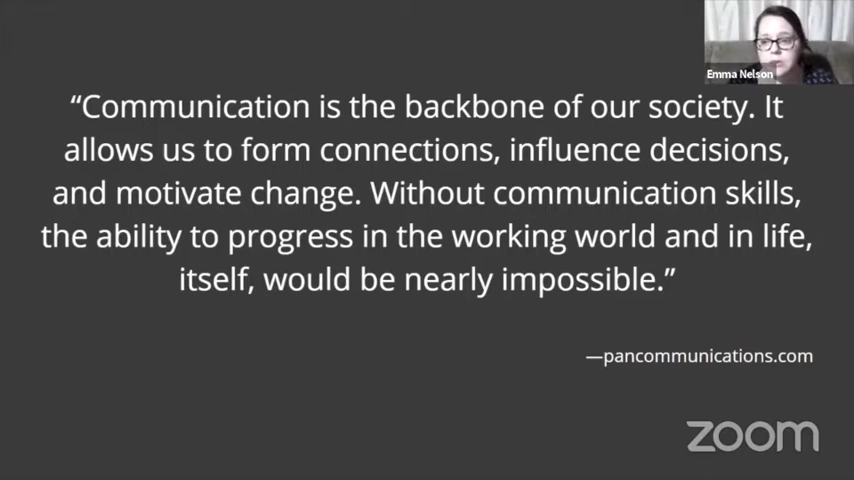 Emma Nelson
“Communication is the backbone of our society. It
allows us to form connections, influence decisions,
and motivate change. Without communication skills,
the ability to progress in the working world and in life,
itself, would be nearly impossible.”
—pancommunications.com
zoom